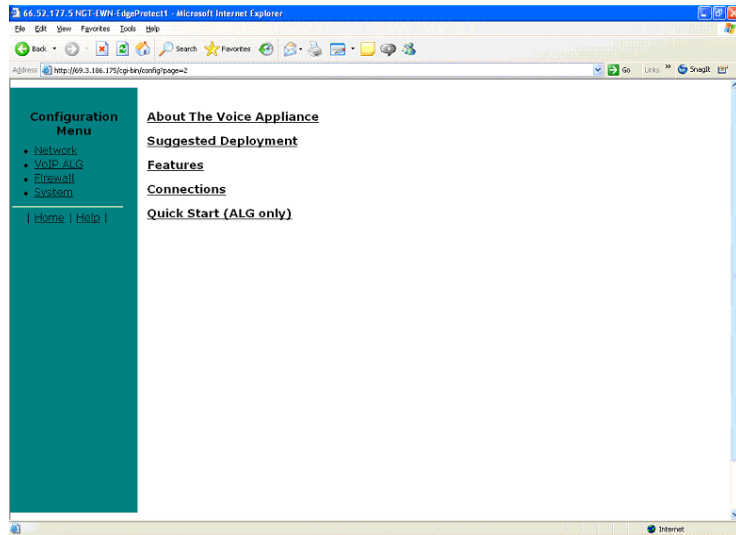 66.52.177.5 NGT-EWN-EdgeProtect1 - Microsoft Internet Explorer
File Edit View Favorites Tools Help
Back Search Favorites
Address http://69.3.186.175/cgi-bin/config?page=2 Go Links » SnagIt
Configuration
Menu
Network
VoIP ALG
Firewall
System
| Home | Help |
About The Voice Appliance
Suggested Deployment
Features
Connections
Quick Start (ALG only)
Internet